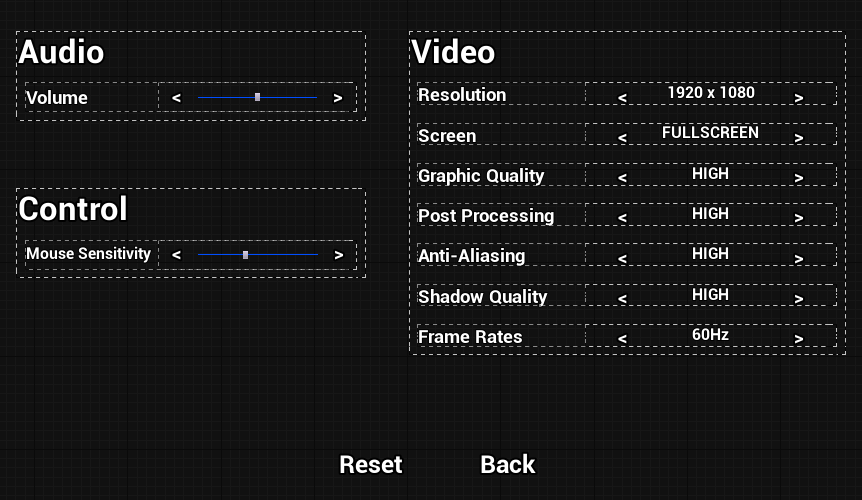 Audio
Volume < >
Control
Mouse Sensitivity < >
Video
Resolution < 1920 x 1080 >
Screen < FULLSCREEN >
Graphic Quality < HIGH >
Post Processing < HIGH >
Anti-Aliasing < HIGH >
Shadow Quality < HIGH >
Frame Rates < 60Hz >
Reset Back